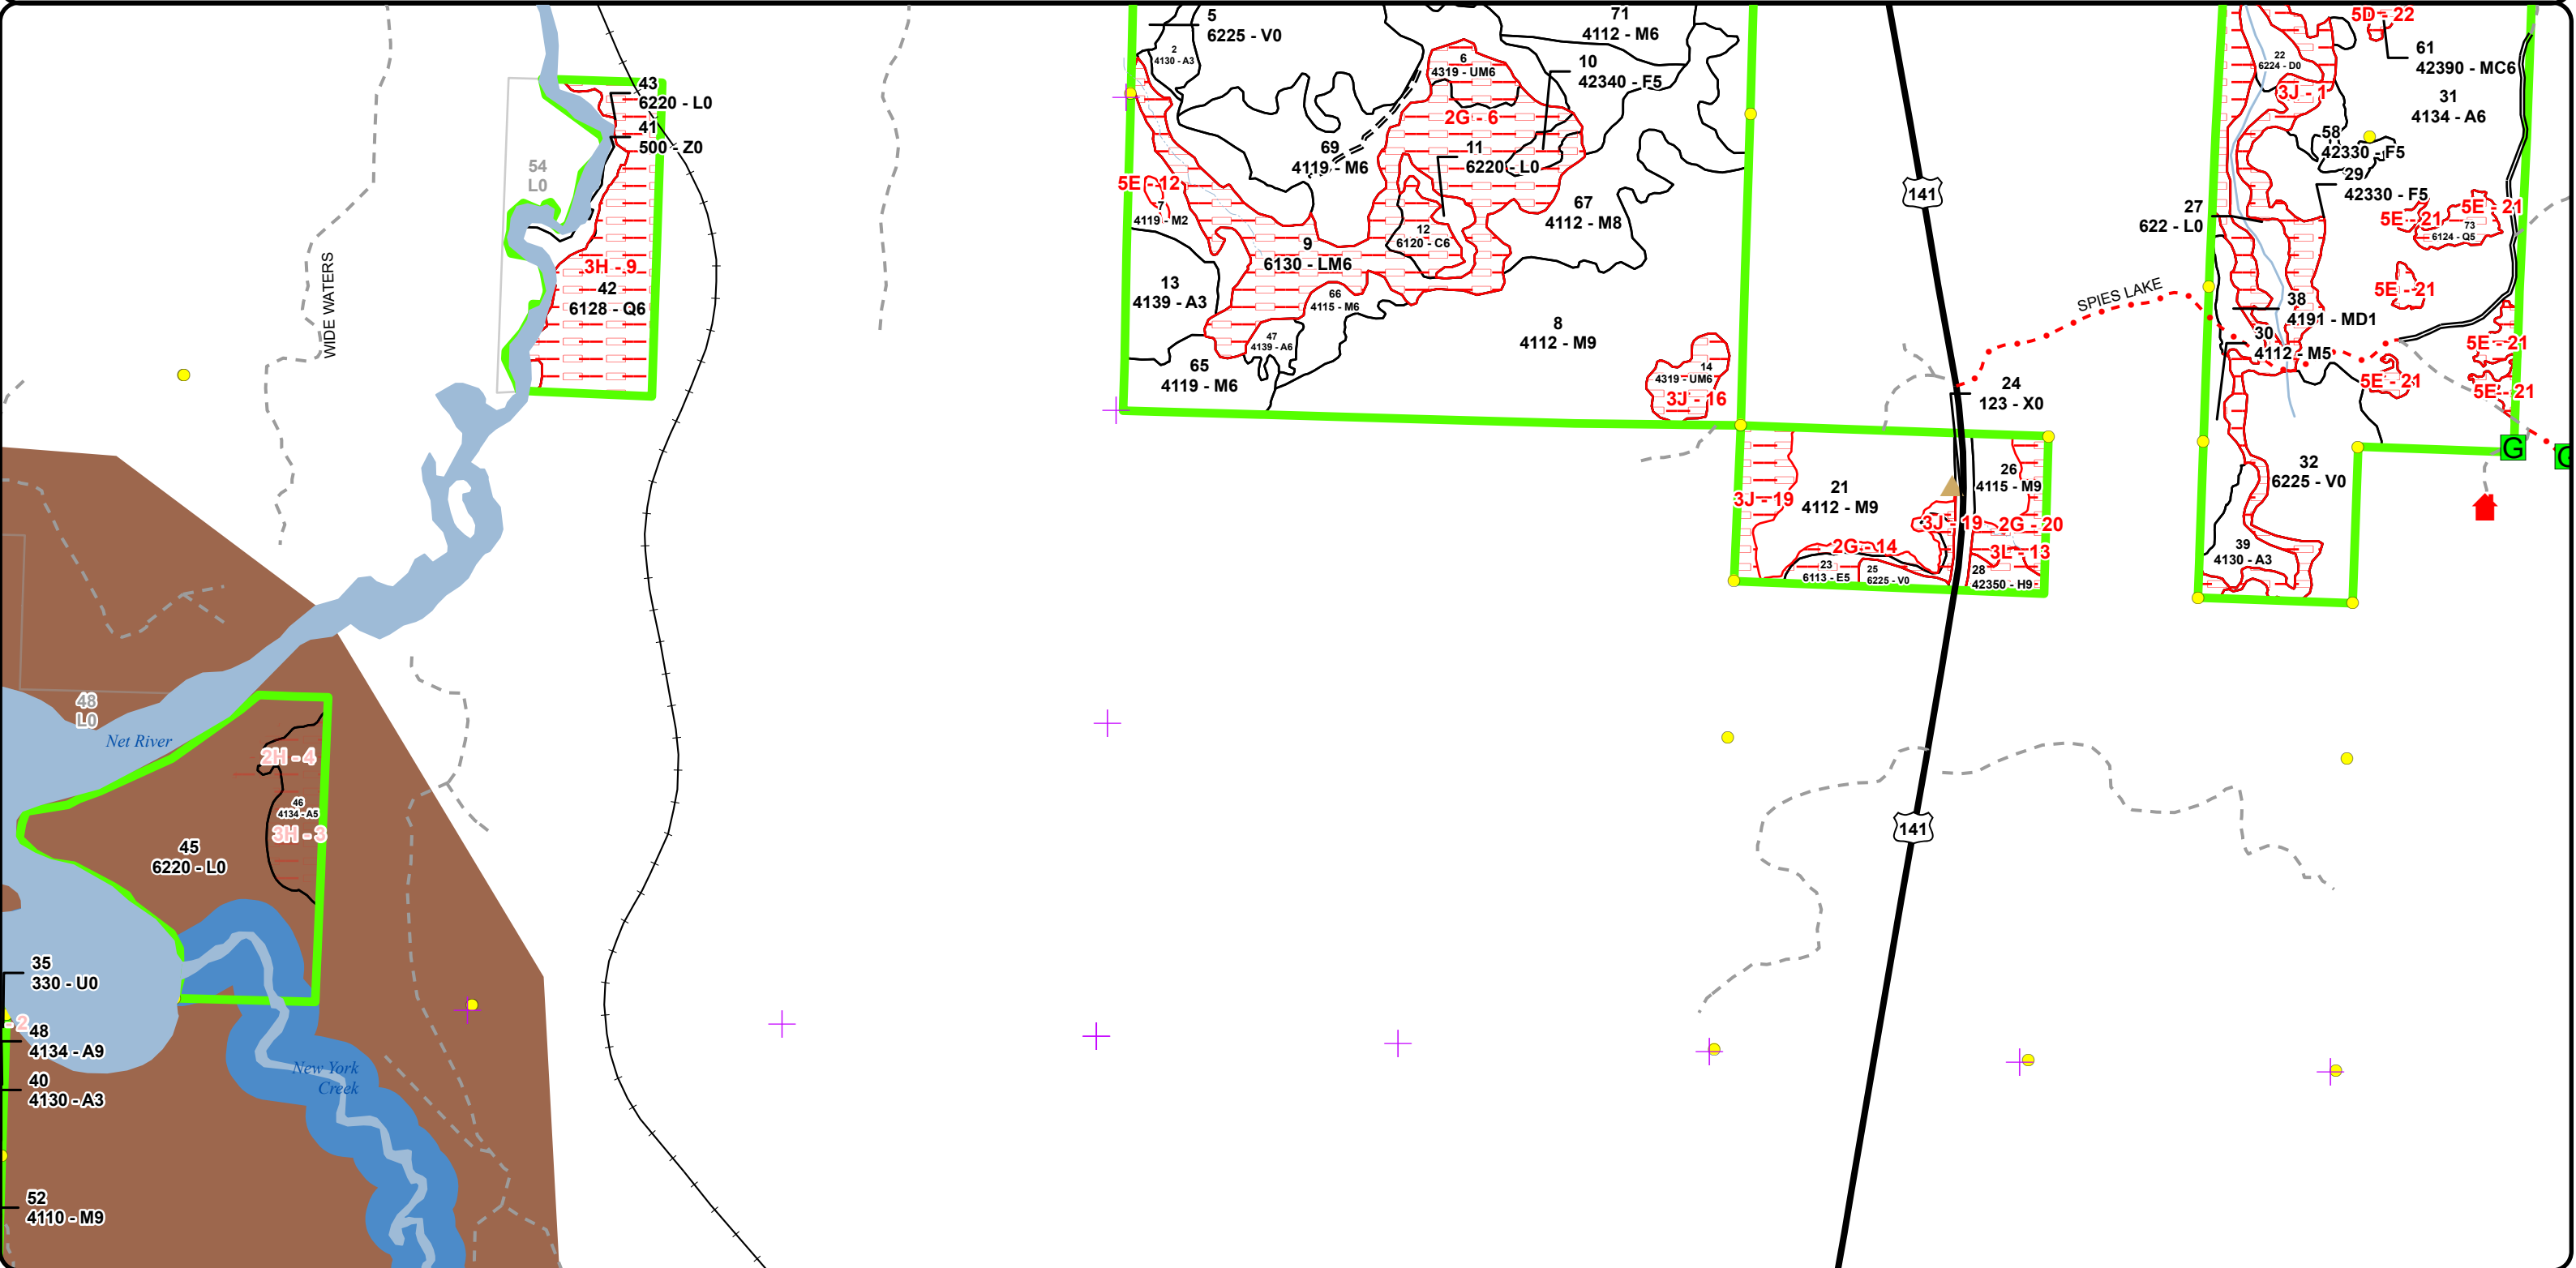 5
6225 - V0
2
4130 - A3
71
4112 - M6
6
4319 - UM6
10
42340 - F5
2G - 6
69
4119 - M6
11
6220 - L0
5E - 12
7
4119 - M2
67
4112 - M8
12
6120 - C6
9
6130 - LM6
13
4139 - A3
66
4115 - M6
47
4139 - A6
8
4112 - M9
65
4119 - M6
14
4319 - UM6
3J - 16
43
6220 - L0
41
500 - Z0
54
L0
3H - 9
42
6128 - Q6
WIDE WATERS
141
5D - 22
22
6224 - D0
61
42390 - MC6
3J - 1
31
4134 - A6
58
42330 - F5
29
42330 - F5
27
622 - L0
5E - 21
5E - 21
73
6124 - Q5
5E - 21
38
4191 - MD1
SPIES LAKE
30
4112 - M5
5E - 21
5E - 21
5E - 21
24
123 - X0
G
G
32
6225 - V0
39
4130 - A3
3J - 19
21
4112 - M9
26
4115 - M9
3J - 19
2G - 20
2G - 14
3L - 13
23
6113 - E5
25
6225 - V0
28
42350 - H9
141
48
L0
Net River
2H - 4
46
4134 - A5
3H - 3
45
6220 - L0
35
330 - U0
- 2
48
4134 - A9
40
4130 - A3
New York
Creek
52
4110 - M9